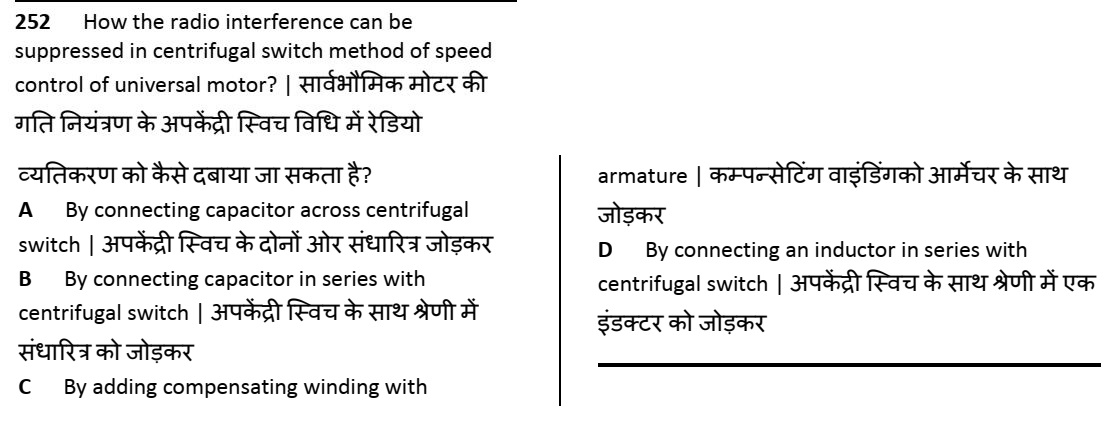 252 How the radio interference can be
suppressed in centrifugal switch method of speed
control of universal motor? | सार्वभौमिक मोटर की
गति नियंत्रण के अपकेंद्री स्विच विधि में रेडियो
व्यतिकरण को कैसे दबाया जा सकता है?
A By connecting capacitor across centrifugal
switch | अपकेंद्री स्विच के दोनों ओर संधारित्र जोड़कर
B By connecting capacitor in series with
centrifugal switch | अपकेंद्री स्विच के साथ श्रेणी में
संधारित्र को जोड़कर
C By adding compensating winding with
armature | कम्पन्सेटिंग वाइंडिंगको आर्मेचर के साथ
जोड़कर
D By connecting an inductor in series with
centrifugal switch | अपकेंद्री स्विच के साथ श्रेणी में एक
इंडक्टर को जोड़कर